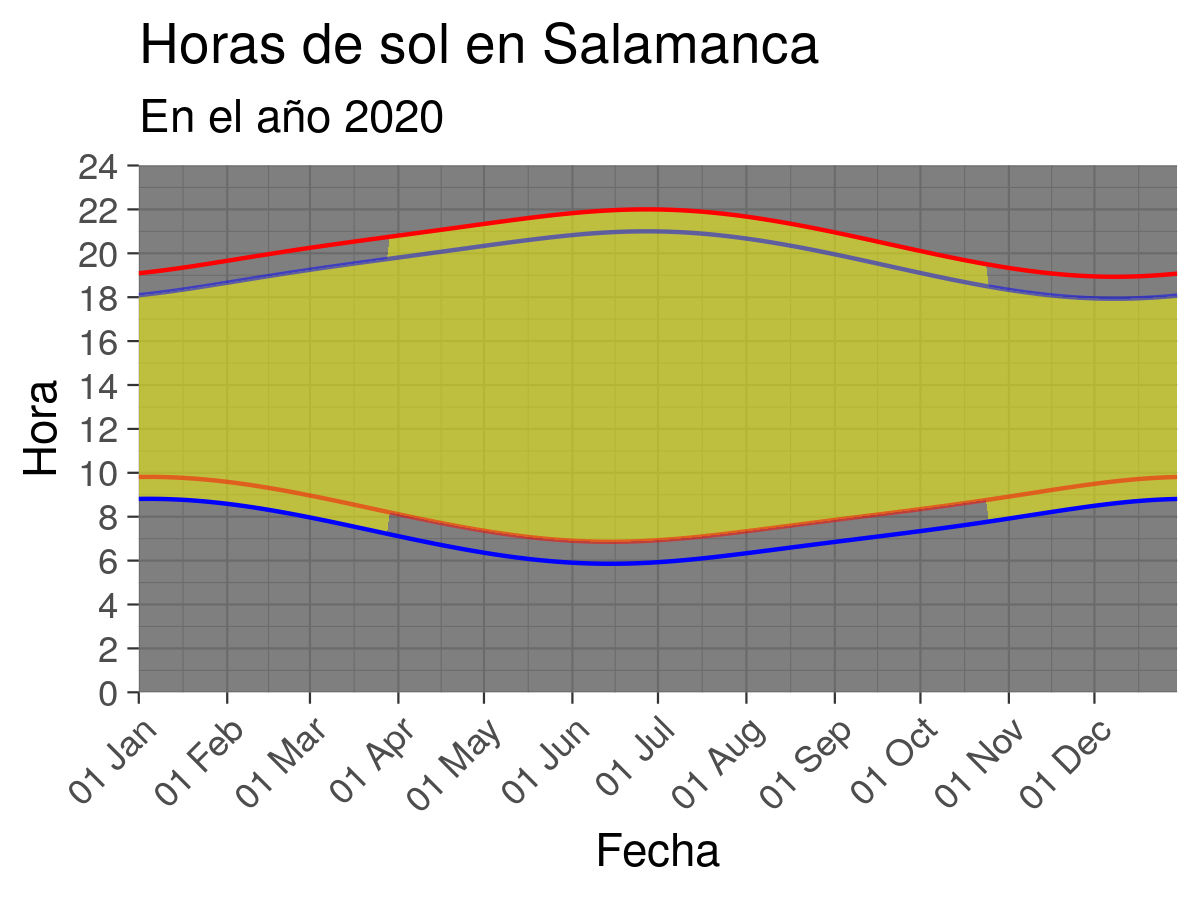 Horas de sol en Salamanca
En el año 2020
24
22
20
18
16
14
12
10
8
6
4
2
0
Hora
01 Jan
01 Feb
01 Mar
01 Apr
01 May
01 Jun
01 Jul
01 Aug
01 Sep
01 Oct
01 Nov
01 Dec
Fecha